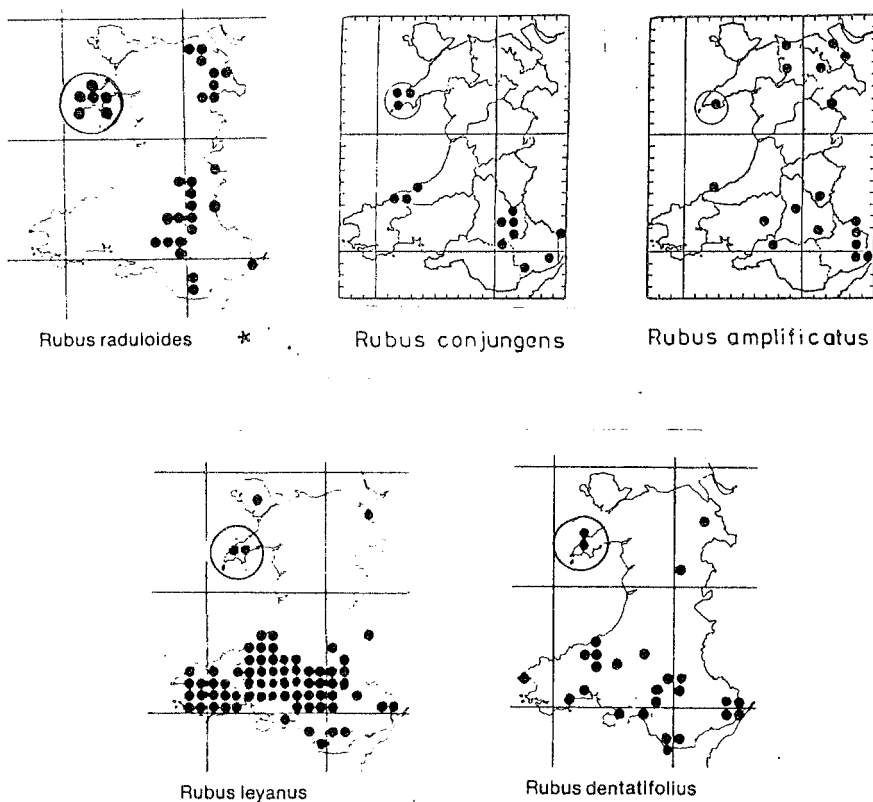 Rubus raduloides *
Rubus conjungens
Rubus amplificatus
Rubus leyanus
Rubus dentatifolius